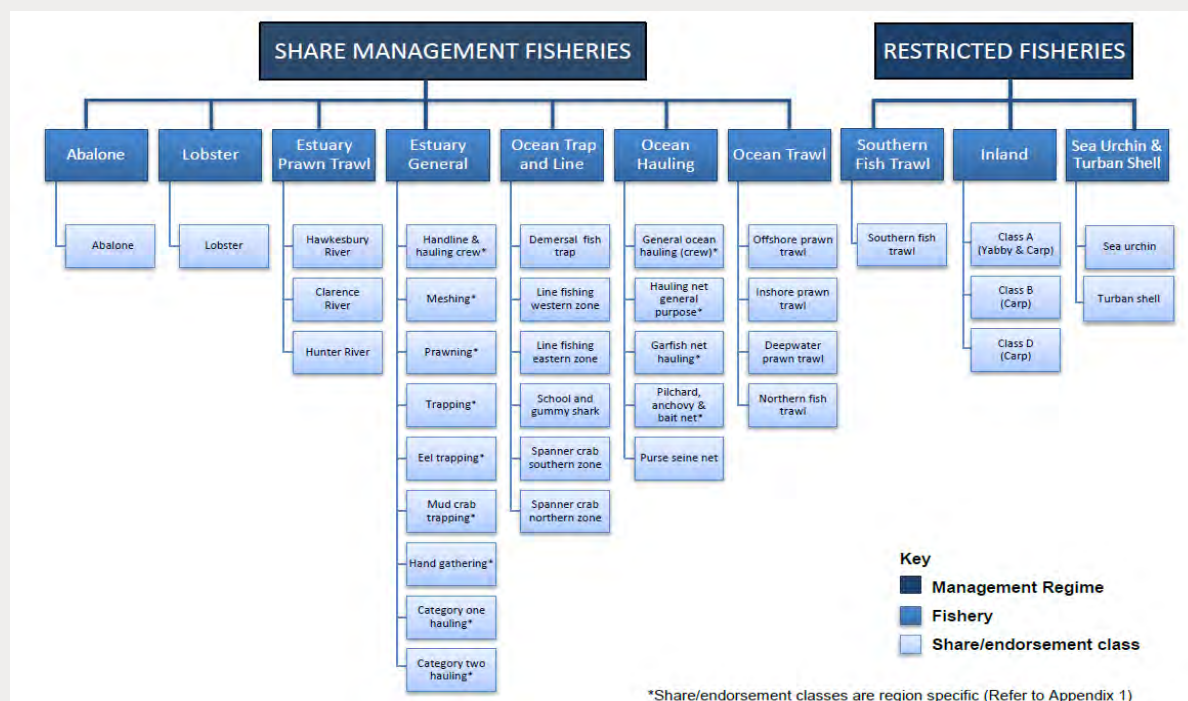 SHARE MANAGEMENT FISHERIES
RESTRICTED FISHERIES
Abalone
Lobster
Estuary
Prawn Trawl
Estuary
General
Ocean Trap
and Line
Ocean
Hauling
Ocean Trawl
Southern
Fish Trawl
Inland
Sea Urchin &
Turban Shell
Abalone
Lobster
Hawkesbury
River
Clarence
River
Hunter River
Handline &
hauling crew*
Meshing*
Prawning*
Trapping*
Eel trapping*
Mud crab
trapping*
Hand gathering*
Category one
hauling*
Category two
hauling*
Demersal fish
trap
Line fishing
western zone
Line fishing
eastern zone
School and
gummy shark
Spanner crab
southern zone
Spanner crab
northern zone
General ocean
hauling (crew)*
Hauling net
general
purpose*
Garfish net
hauling*
Pilchard,
anchovy &
bait net*
Purse seine net
Offshore prawn
trawl
Inshore prawn
trawl
Deepwater
prawn trawl
Northern fish
trawl
Southern fish
trawl
Class A
(Yabby & Carp)
Class B
(Carp)
Class D
(Carp)
Sea urchin
Turban shell
Key
Management Regime
Fishery
Share/endorsement class
*Share/endorsement classes are region specific (Refer to Appendix 1)